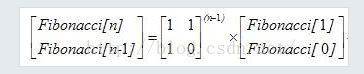 [Fibonacci[n] Fibonacci[n-1]] = [1 1 1 0]^(n-1) × [Fibonacci[1] Fibonacci[0]]